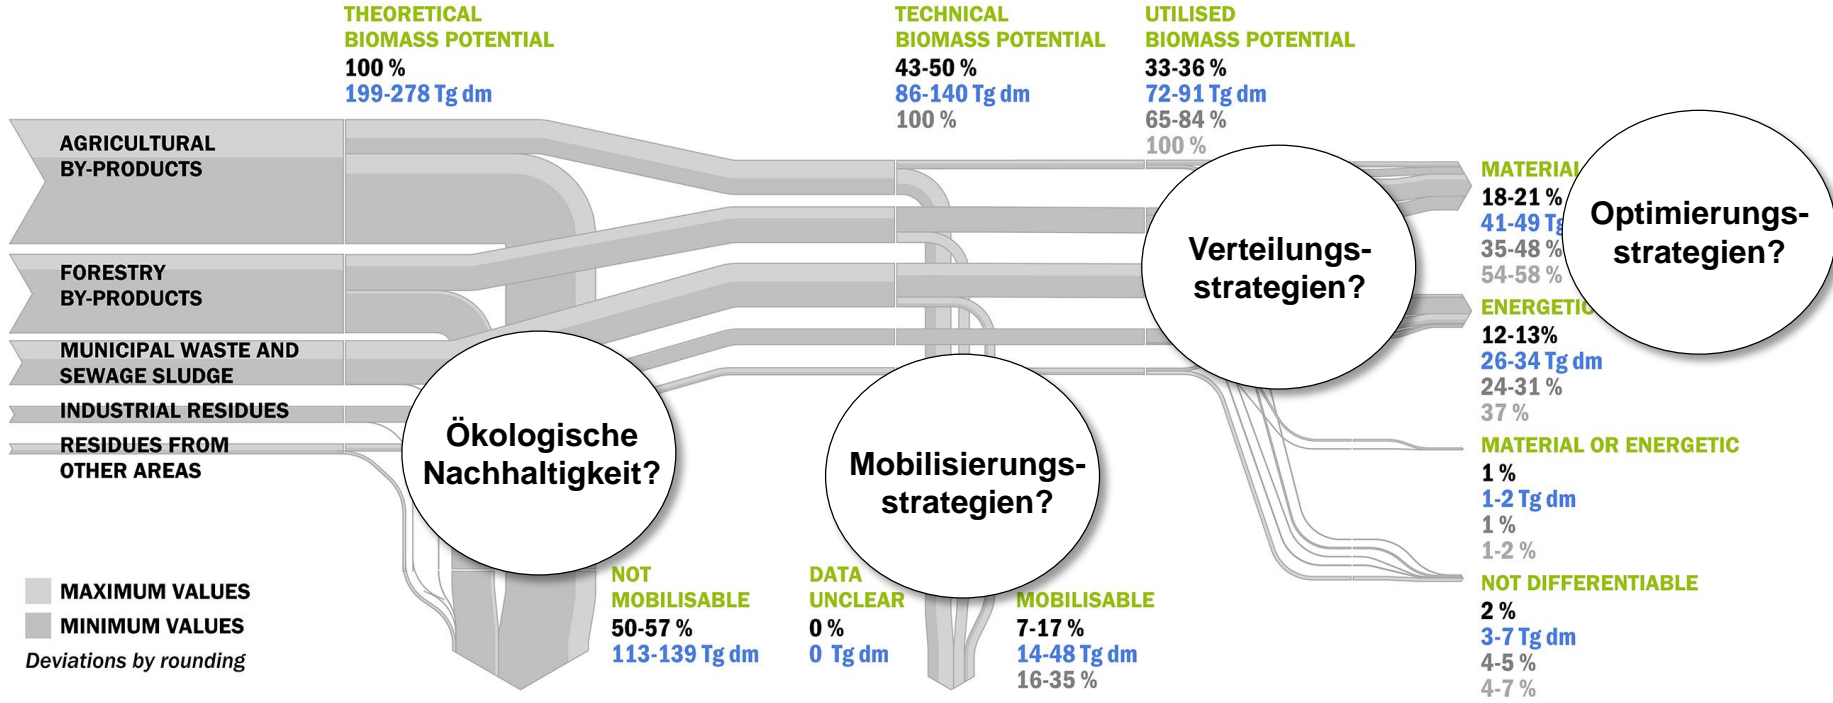 THEORETICAL
BIOMASS POTENTIAL
100 %
199-278 Tg dm
TECHNICAL
BIOMASS POTENTIAL
43-50 %
86-140 Tg dm
100 %
UTILISED
BIOMASS POTENTIAL
33-36 %
72-91 Tg dm
65-84 %
100 %
AGRICULTURAL
BY-PRODUCTS
FORESTRY
BY-PRODUCTS
MUNICIPAL WASTE AND
SEWAGE SLUDGE
INDUSTRIAL RESIDUES
RESIDUES FROM
OTHER AREAS
Ökologische
Nachhaltigkeit?
Mobilisierungs-
strategien?
Verteilungs-
strategien?
Optimierungs-
strategien?
MATERIAL
18-21 %
41-49 Tg
35-48 %
54-58 %
ENERGETIC
12-13%
26-34 Tg dm
24-31 %
37 %
MATERIAL OR ENERGETIC
1 %
1-2 Tg dm
1 %
1-2 %
NOT DIFFERENTIABLE
2 %
3-7 Tg dm
4-5 %
4-7 %
NOT
MOBILISABLE
50-57 %
113-139 Tg dm
DATA
UNCLEAR
0 %
0 Tg dm
MOBILISABLE
7-17 %
14-48 Tg dm
16-35 %
MAXIMUM VALUES
MINIMUM VALUES
Deviations by rounding